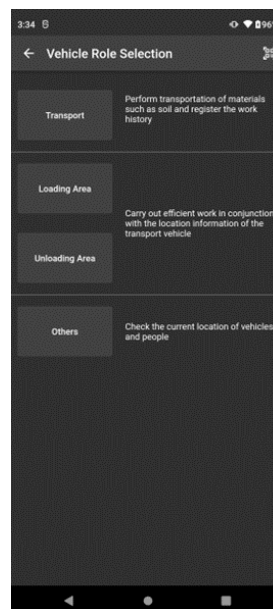 3:34
96%
Vehicle Role Selection
Transport
Perform transportation of materials
such as soil and register the work
history
Loading Area
Carry out efficient work in conjunction
with the location information of the
transport vehicle
Unloading Area
Others
Check the current location of vehicles
and people